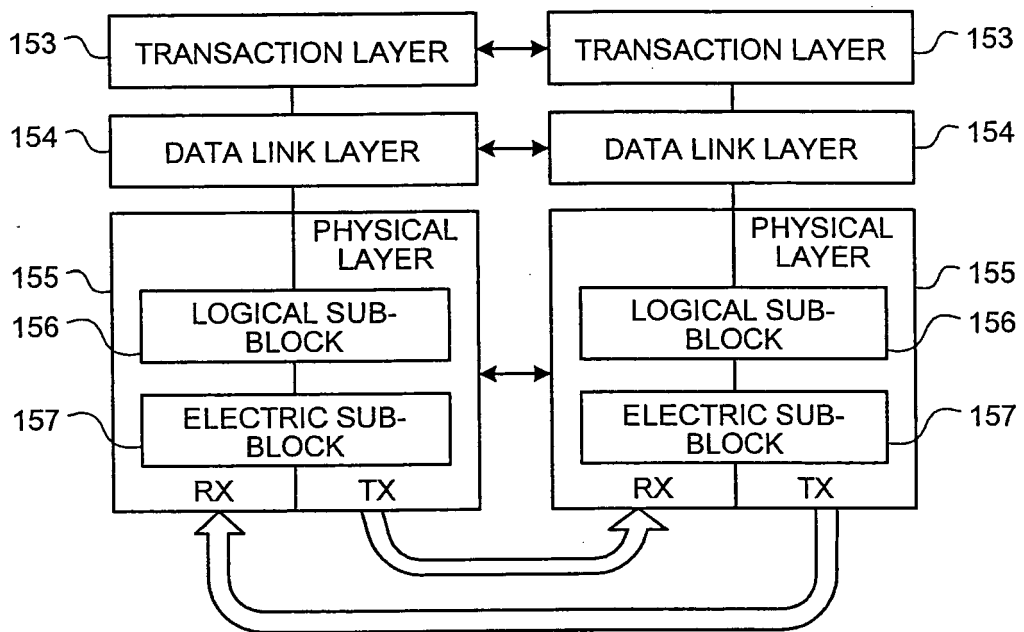 153
TRANSACTION LAYER
TRANSACTION LAYER
153
154
DATA LINK LAYER
DATA LINK LAYER
154
PHYSICAL
LAYER
PHYSICAL
LAYER
155
155
LOGICAL SUB-
BLOCK
LOGICAL SUB-
BLOCK
156
156
ELECTRIC SUB-
BLOCK
ELECTRIC SUB-
BLOCK
157
157
RX
TX
RX
TX